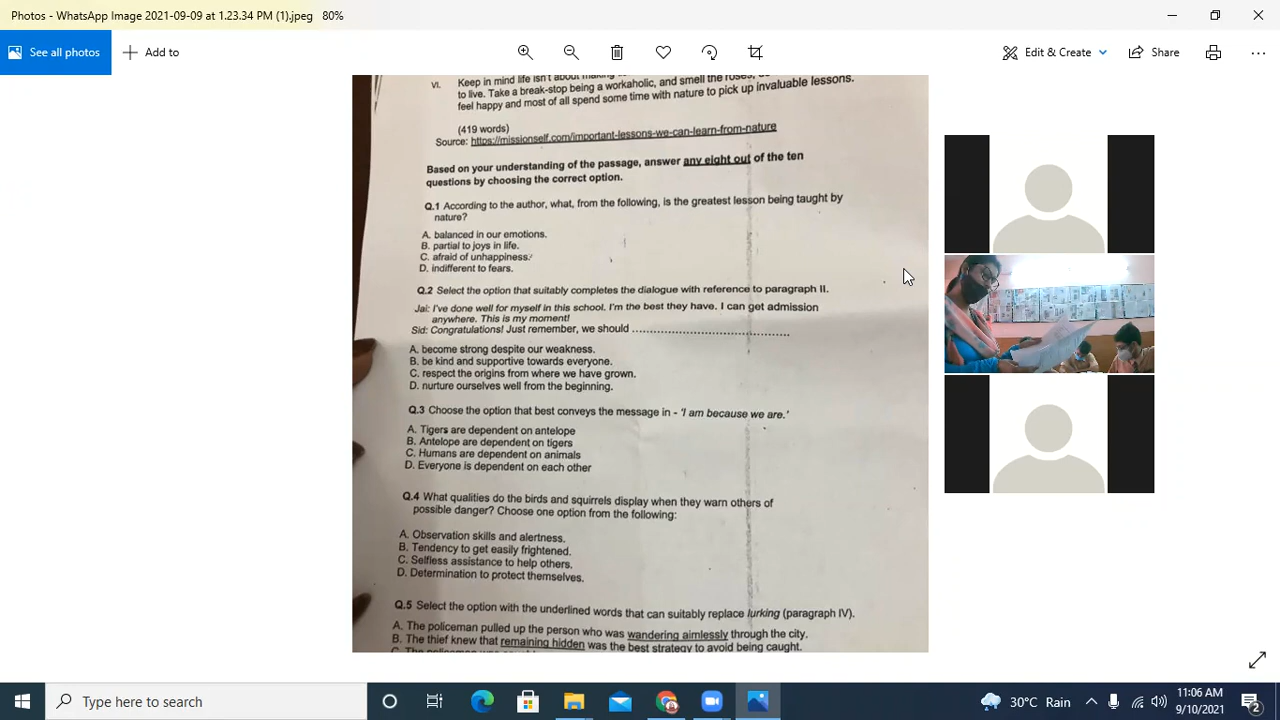 Photos - WhatsApp Image 2021-09-09 at 1.23.34 PM (1).jpeg 80%
See all photos
Add to
Edit & Create
Share
VI. Keep in mind life isn't about
to live. Take a break-stop being a workaholic, and smell the roses,
feel happy and most of all spend some time with nature to pick up invaluable lessons.
(419 words)
Source: https://missionself.com/important-lessons-we-can-learn-from-nature
Based on your understanding of the passage, answer any eight out of the ten
questions by choosing the correct option.
Q.1 According to the author, what, from the following, is the greatest lesson being taught by
nature?
A. balanced in our emotions.
B. partial to joys in life.
C. afraid of unhappiness.
D. indifferent to fears.
Q.2 Select the option that suitably completes the dialogue with reference to paragraph II.
Jai: I've done well for myself in this school. I'm the best they have. I can get admission
anywhere. This is my moment!
Sid: Congratulations! Just remember, we should .......................................
A. become strong despite our weakness.
B. be kind and supportive towards everyone.
C. respect the origins from where we have grown.
D. nurture ourselves well from the beginning.
Q.3 Choose the option that best conveys the message in - 'I am because we are.'
A. Tigers are dependent on antelope
B. Antelope are dependent on tigers
C. Humans are dependent on animals
D. Everyone is dependent on each other
Q.4 What qualities do the birds and squirrels display when they warn others of
possible danger? Choose one option from the following:
A. Observation skills and alertness.
B. Tendency to get easily frightened.
C. Selfless assistance to help others.
D. Determination to protect themselves.
Q.5 Select the option with the underlined words that can suitably replace lurking (paragraph IV).
A. The policeman pulled up the person who was wandering aimlessly through the city.
B. The thief knew that remaining hidden was the best strategy to avoid being caught.
Type here to search
30°C Rain
11:06 AM
9/10/2021
2